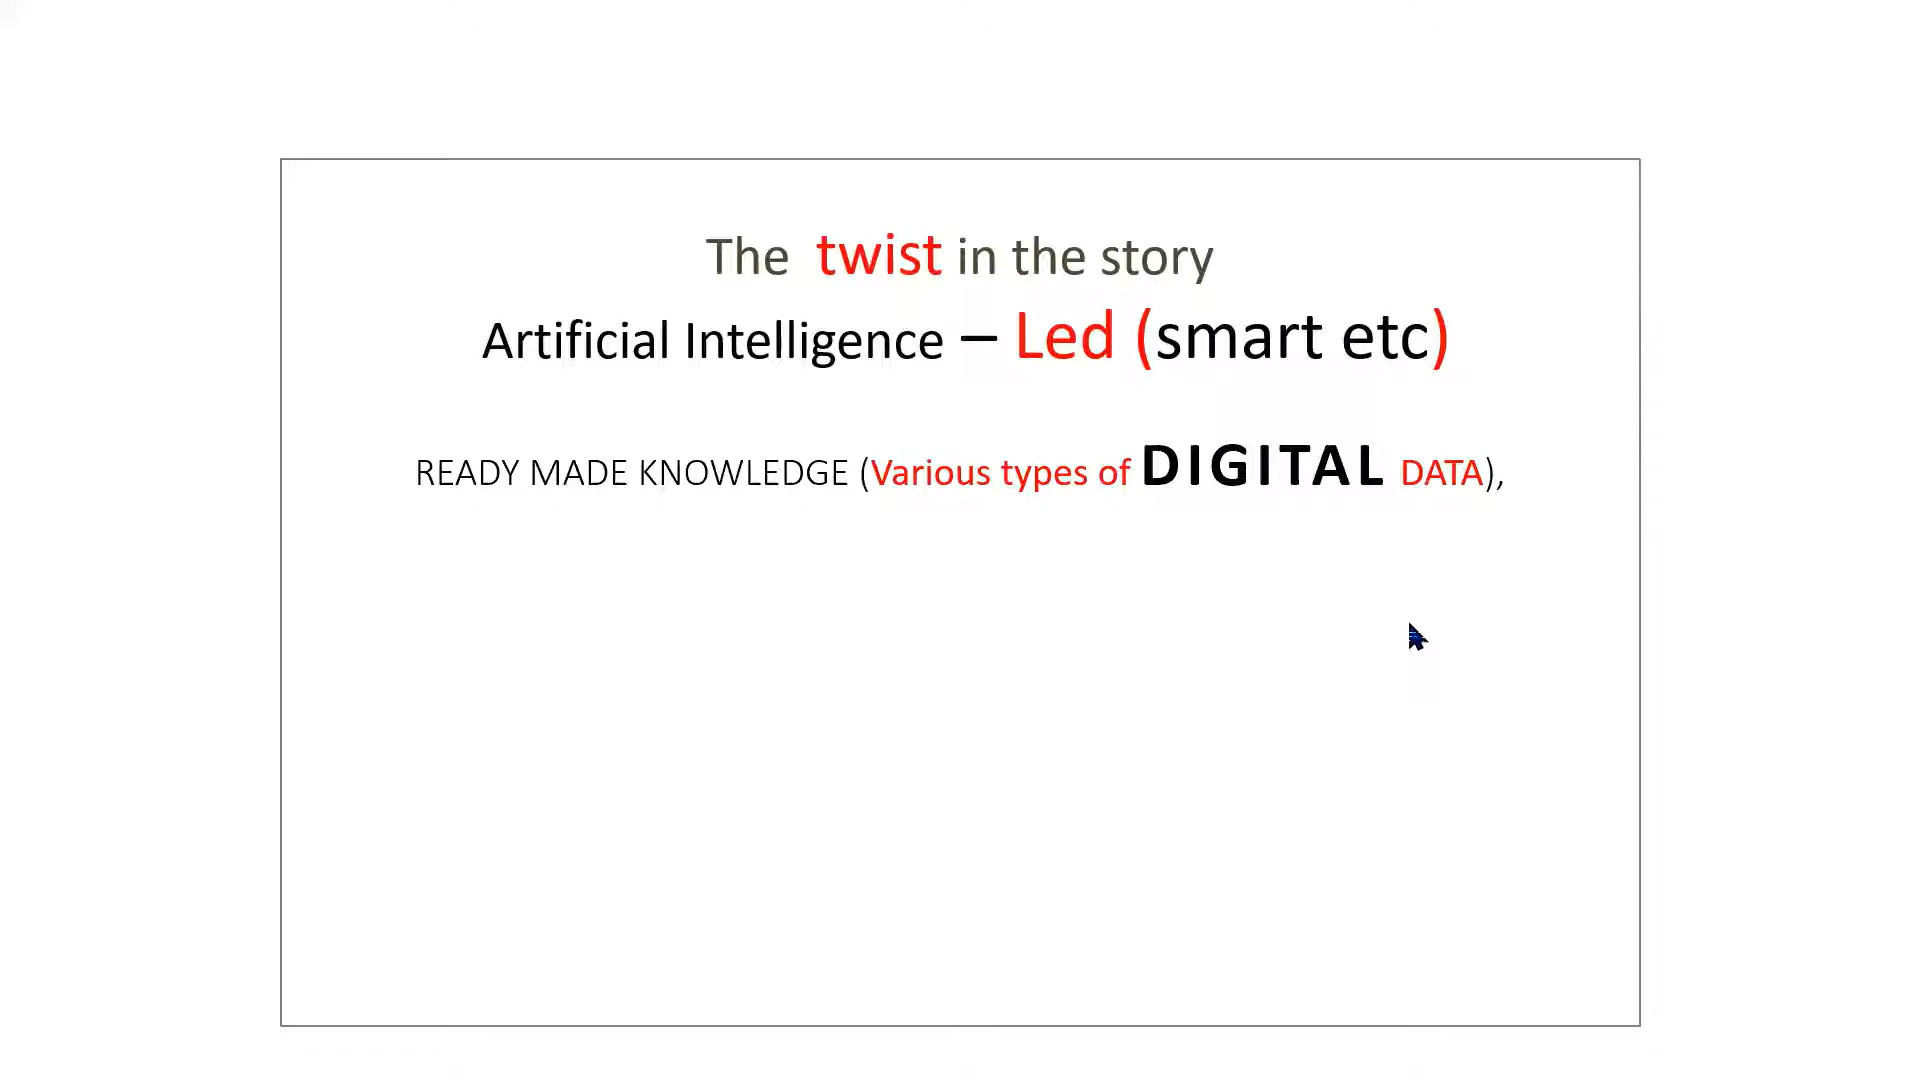 The twist in the story
Artificial Intelligence – Led (smart etc)
READY MADE KNOWLEDGE (Various types of DIGITAL DATA),